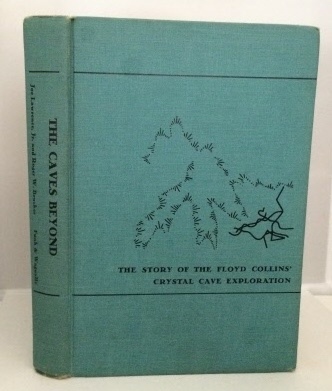 THE CAVES BEYOND
Joe Lawrence, Jr. and Roger W. Brucker
Funk & Wagnalls
THE STORY OF THE FLOYD COLLINS'
CRYSTAL CAVE EXPLORATION